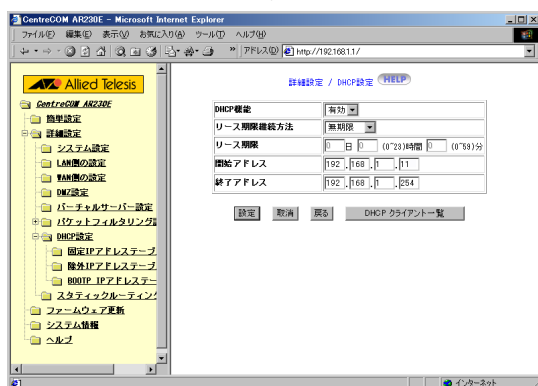 CentreCOM AR230E - Microsoft Internet Explorer
ファイル(F) 編集(E) 表示(V) お気に入り(A) ツール(T) ヘルプ(H)
アドレス(D) http://192.168.1.1/
Allied Telesis
CentreCOM AR230E
簡単設定
詳細設定
システム設定
LAN側の設定
WAN側の設定
DMZ設定
バーチャルサーバー設定
パケットフィルタリング
DHCP設定
固定IPアドレステーブ
除外IPアドレステーブ
BOOTP IPアドレステー
スタティックルーティン
ファームウェア更新
システム情報
ヘルプ
詳細設定 / DHCP設定 HELP
DHCP機能 有効
リース期限継続方法 無期限
リース期限 0 日 0 (0~23)時間 0 (0~59)分
開始アドレス 192 . 168 . 1 . 11
終了アドレス 192 . 168 . 1 . 254
設定 取消 戻る DHCP クライアント一覧
インターネット